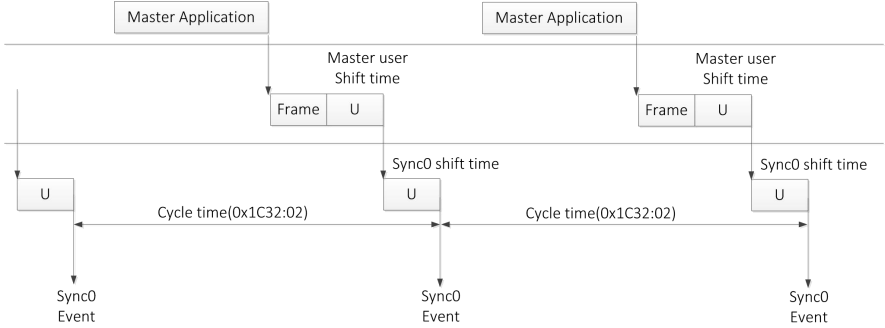 Master Application
Master Application
Master user
Shift time
Master user
Shift time
Frame
U
Frame
U
Sync0 shift time
Sync0 shift time
U
U
U
Cycle time(0x1C32:02)
Cycle time(0x1C32:02)
Sync0
Event
Sync0
Event
Sync0
Event